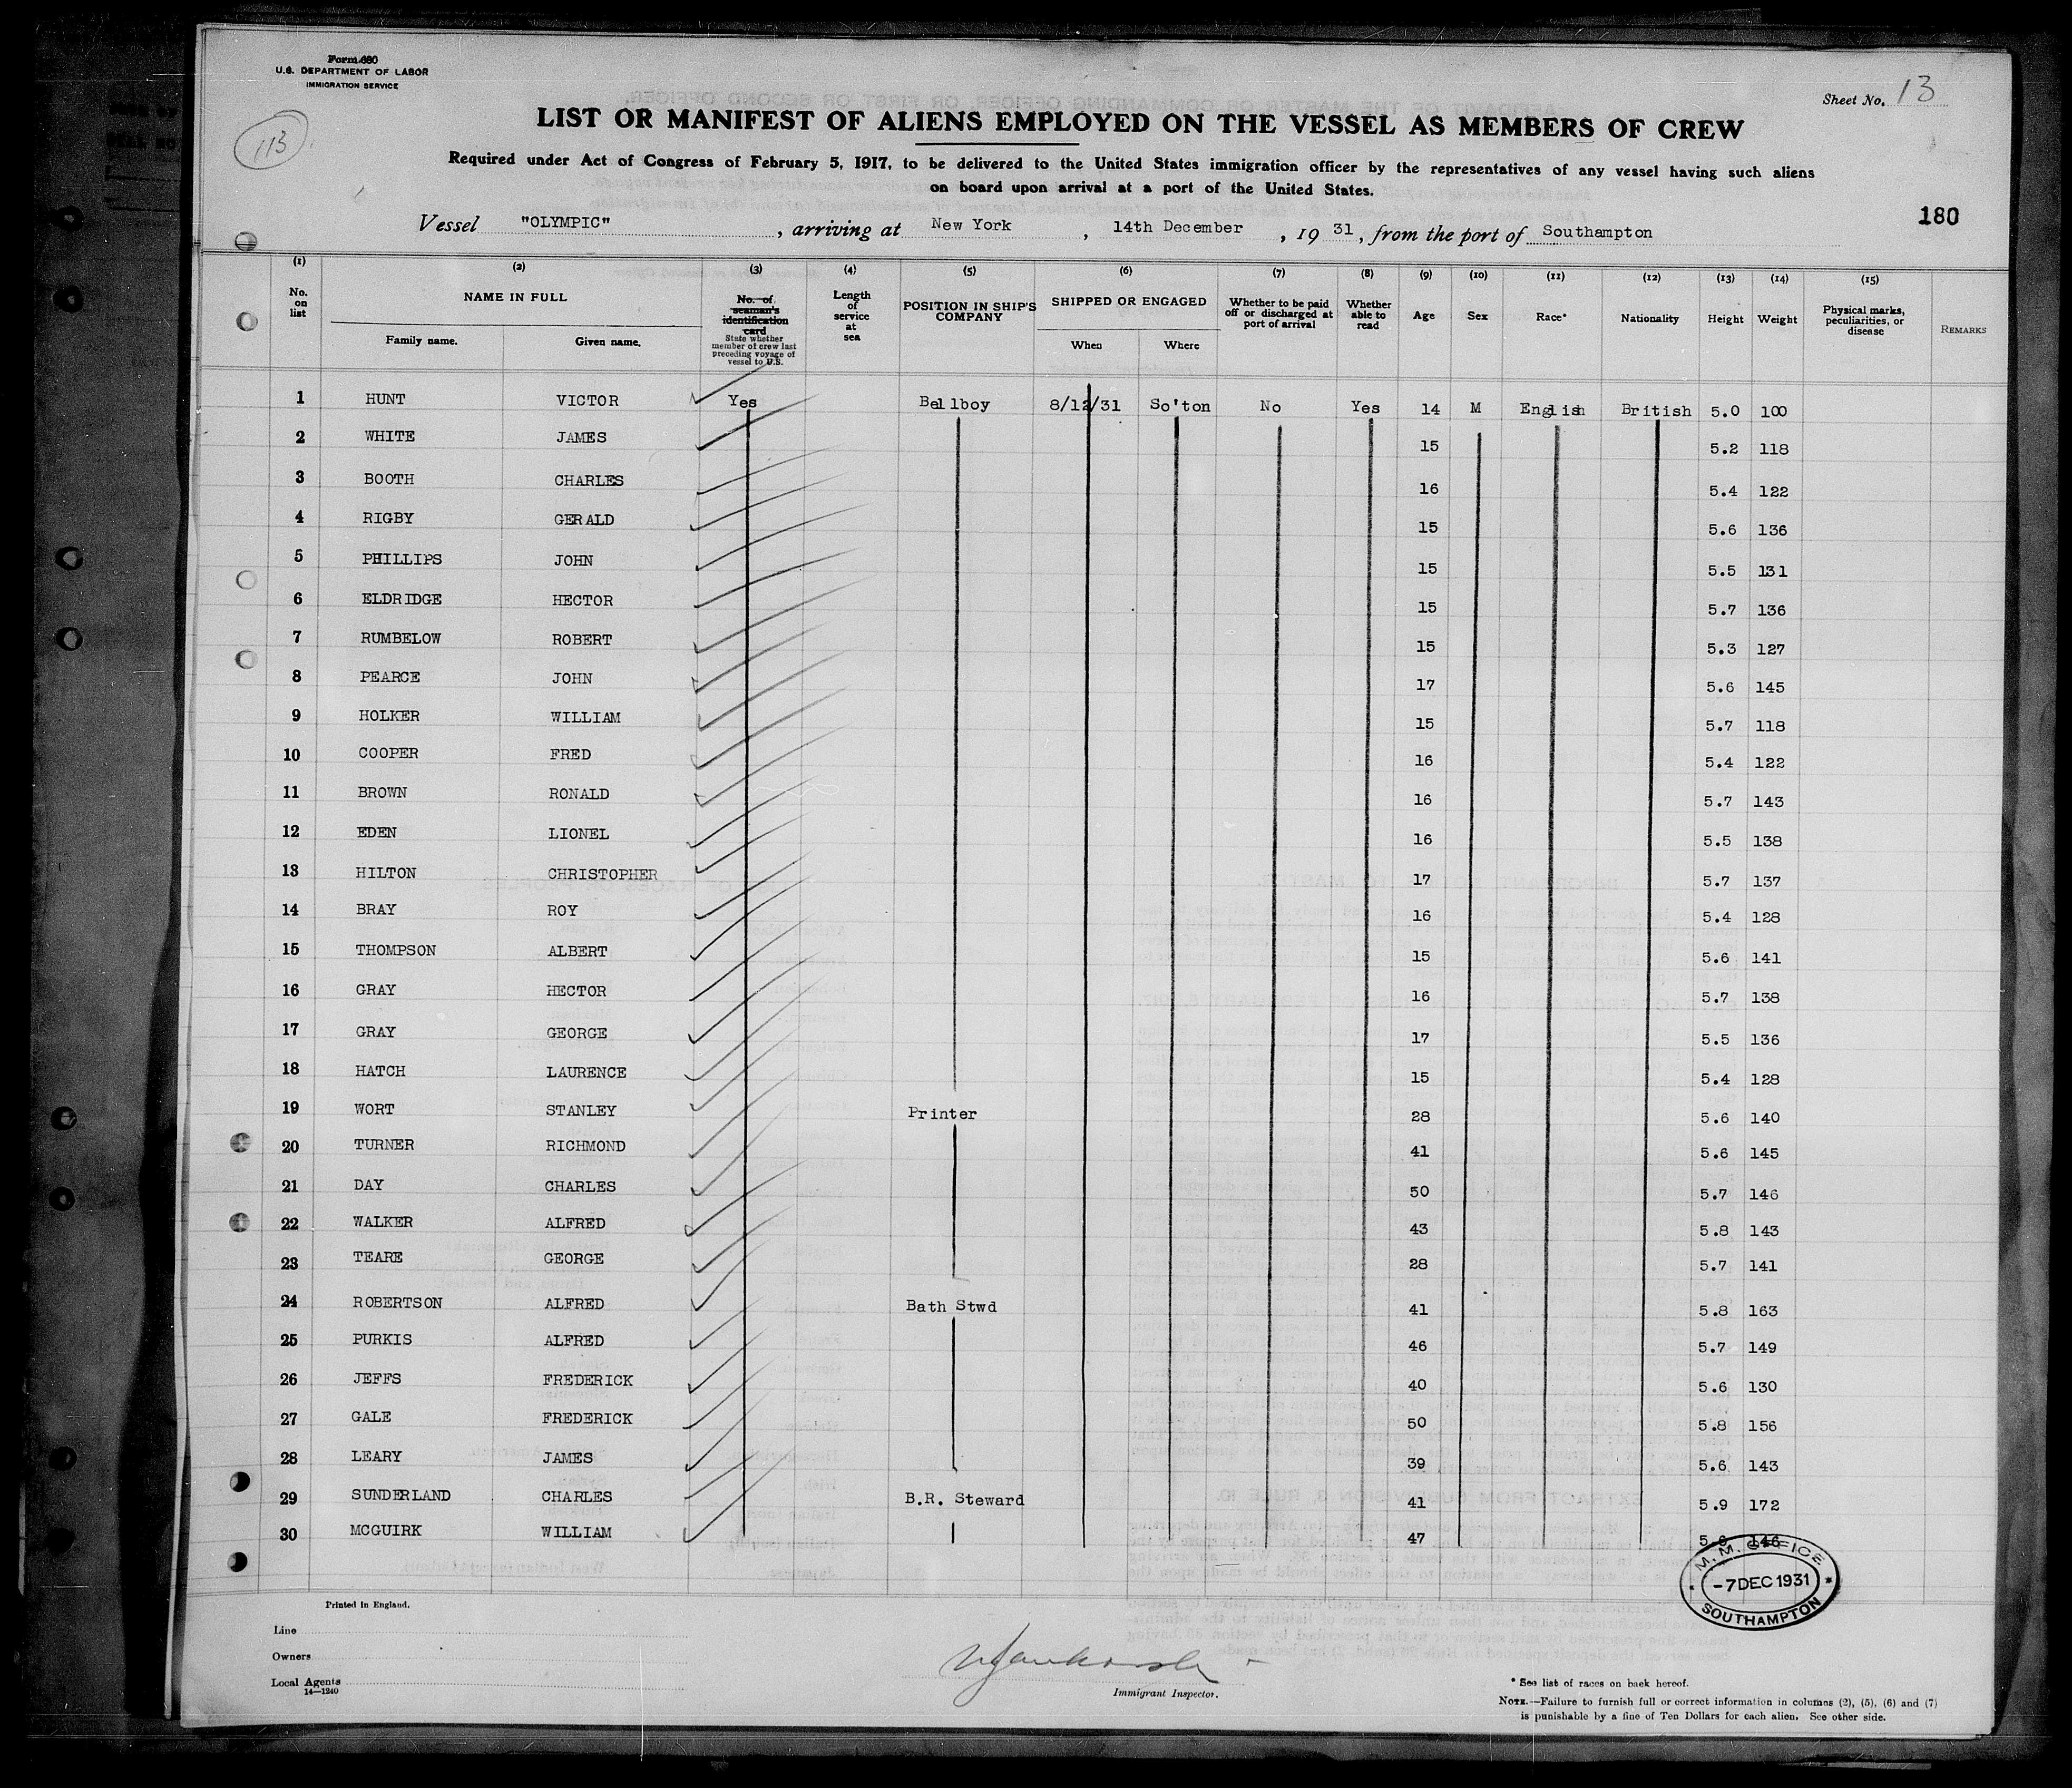 Form 680
U.S. DEPARTMENT OF LABOR
IMMIGRATION SERVICE
113
Sheet No. 13
LIST OR MANIFEST OF ALIENS EMPLOYED ON THE VESSEL AS MEMBERS OF CREW
Required under Act of Congress of February 5, 1917, to be delivered to the United States immigration officer by the representatives of any vessel having such aliens
on board upon arrival at a port of the United States.
180
Vessel "OLYMPIC", arriving at New York, 14th December, 1931, from the port of Southampton
(1) (2) (3) (4) (5) (6) (7) (8) (9) (10) (11) (12) (13) (14) (15)
No. on list
NAME IN FULL
Family name. Given name.
No. of seaman's identification card
State whether member of crew last preceding voyage of vessel to U.S.
Length of service at sea
POSITION IN SHIP'S COMPANY
SHIPPED OR ENGAGED
When Where
Whether to be paid off or discharged at port of arrival
Whether able to read
Age
Sex
Race*
Nationality
Height
Weight
Physical marks, peculiarities, or disease
REMARKS
1 HUNT VICTOR Yes Bellboy 8/12/31 So'ton No Yes 14 M English British 5.0 100
2 WHITE JAMES 15 5.2 118
3 BOOTH CHARLES 16 5.4 122
4 RIGBY GERALD 15 5.6 136
5 PHILLIPS JOHN 15 5.5 131
6 ELDRIDGE HECTOR 15 5.7 136
7 RUMBELOW ROBERT 15 5.3 127
8 PEARCE JOHN 17 5.6 145
9 HOLKER WILLIAM 15 5.7 118
10 COOPER FRED 16 5.4 122
11 BROWN RONALD 16 5.7 143
12 EDEN LIONEL 16 5.5 138
13 HILTON CHRISTOPHER 17 5.7 137
14 BRAY ROY 16 5.4 128
15 THOMPSON ALBERT 15 5.6 141
16 GRAY HECTOR 16 5.7 138
17 GRAY GEORGE 17 5.5 136
18 HATCH LAURENCE 15 5.4 128
19 WORT STANLEY Printer 28 5.6 140
20 TURNER RICHMOND 41 5.6 145
21 DAY CHARLES 50 5.7 146
22 WALKER ALFRED 43 5.8 143
23 TEARE GEORGE 28 5.7 141
24 ROBERTSON ALFRED Bath Stwd 41 5.8 163
25 PURKIS ALFRED 46 5.7 149
26 JEFFS FREDERICK 40 5.6 130
27 GALE FREDERICK 50 5.8 156
28 LEARY JAMES 39 5.6 143
29 SUNDERLAND CHARLES B.R. Steward 41 5.9 172
30 MCGUIRK WILLIAM 47 5.6 146
M.M. OFFICE
-7 DEC 1931
SOUTHAMPTON
Printed in England.
Line
Owners
Local Agents
14—1240
Immigrant Inspector.
* See list of races on back hereof.
NOTE.—Failure to furnish full or correct information in columns (2), (5), (6) and (7)
is punishable by a fine of Ten Dollars for each alien. See other side.